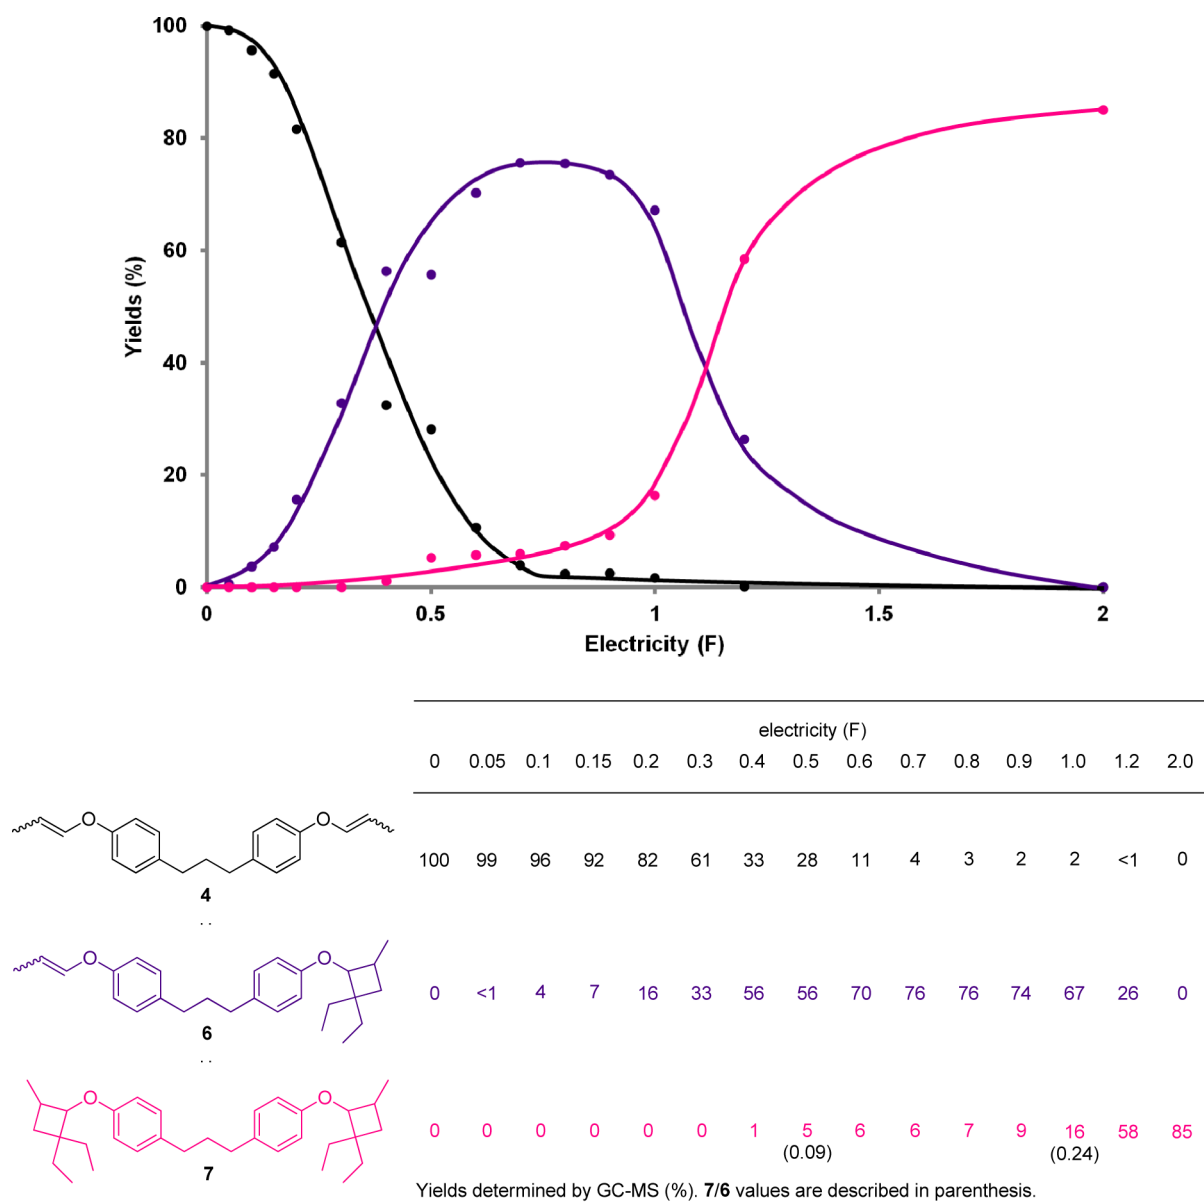 100
80
60
40
20
0
Yields (%)
0 0.5 1 1.5 2
Electricity (F)
electricity (F)
0 0.05 0.1 0.15 0.2 0.3 0.4 0.5 0.6 0.7 0.8 0.9 1.0 1.2 2.0
O O
100 99 96 92 82 61 33 28 11 4 3 2 2 <1 0
4
O O
0 <1 4 7 16 33 56 56 70 76 76 74 67 26 0
6
O O
0 0 0 0 0 0 1 5 6 6 7 9 16 58 85
(0.09) (0.24)
7
Yields determined by GC-MS (%). 7/6 values are described in parenthesis.